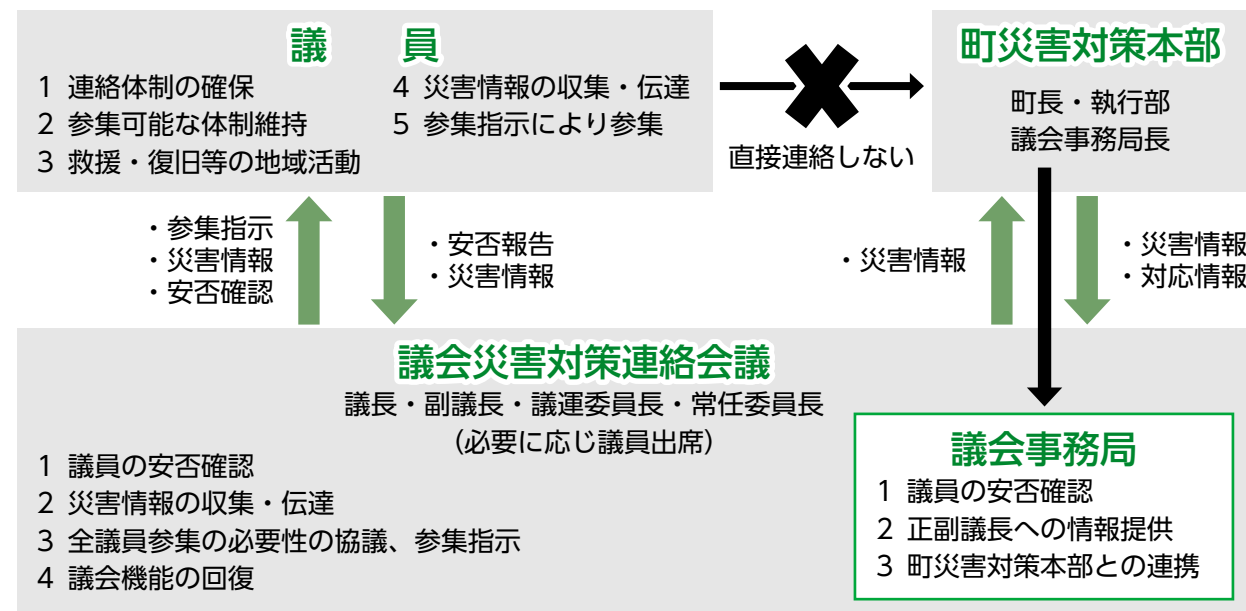 議　員
1 連絡体制の確保
2 参集可能な体制維持
3 救援・復旧等の地域活動
4 災害情報の収集・伝達
5 参集指示により参集
直接連絡しない
町災害対策本部
町長・執行部
議会事務局長
・参集指示
・災害情報
・安否確認
・安否報告
・災害情報
・災害情報
・災害情報
・対応情報
議会災害対策連絡会議
議長・副議長・議運委員長・常任委員長
（必要に応じ議員出席）
1 議員の安否確認
2 災害情報の収集・伝達
3 全議員参集の必要性の協議、参集指示
4 議会機能の回復
議会事務局
1 議員の安否確認
2 正副議長への情報提供
3 町災害対策本部との連携